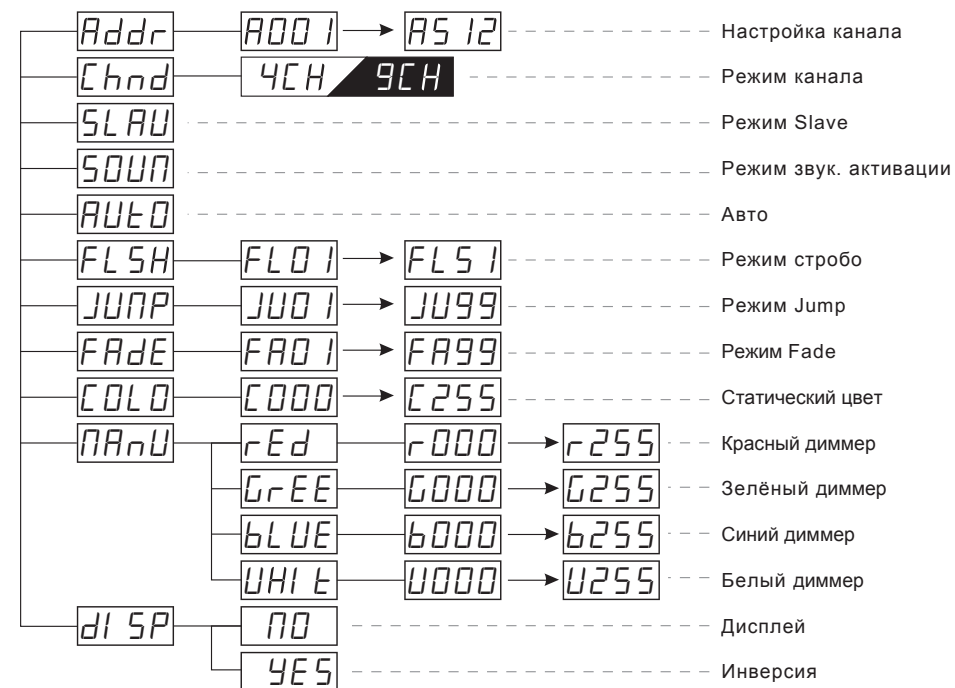 Addr A001 A512 Настройка канала
Chnd 4CH 9CH Режим канала
SLAU Режим Slave
SOUN Режим звук. активации
AUtO Авто
FLSH FL01 FL51 Режим стробо
JUNP JU01 JU99 Режим Jump
FAdE FA01 FA99 Режим Fade
COLO C000 C255 Статический цвет
NAnU rEd r000 r255 Красный диммер
GrEE G000 G255 Зелёный диммер
bLUE b000 b255 Синий диммер
UHIt U000 U255 Белый диммер
dISP NO Дисплей
YES Инверсия